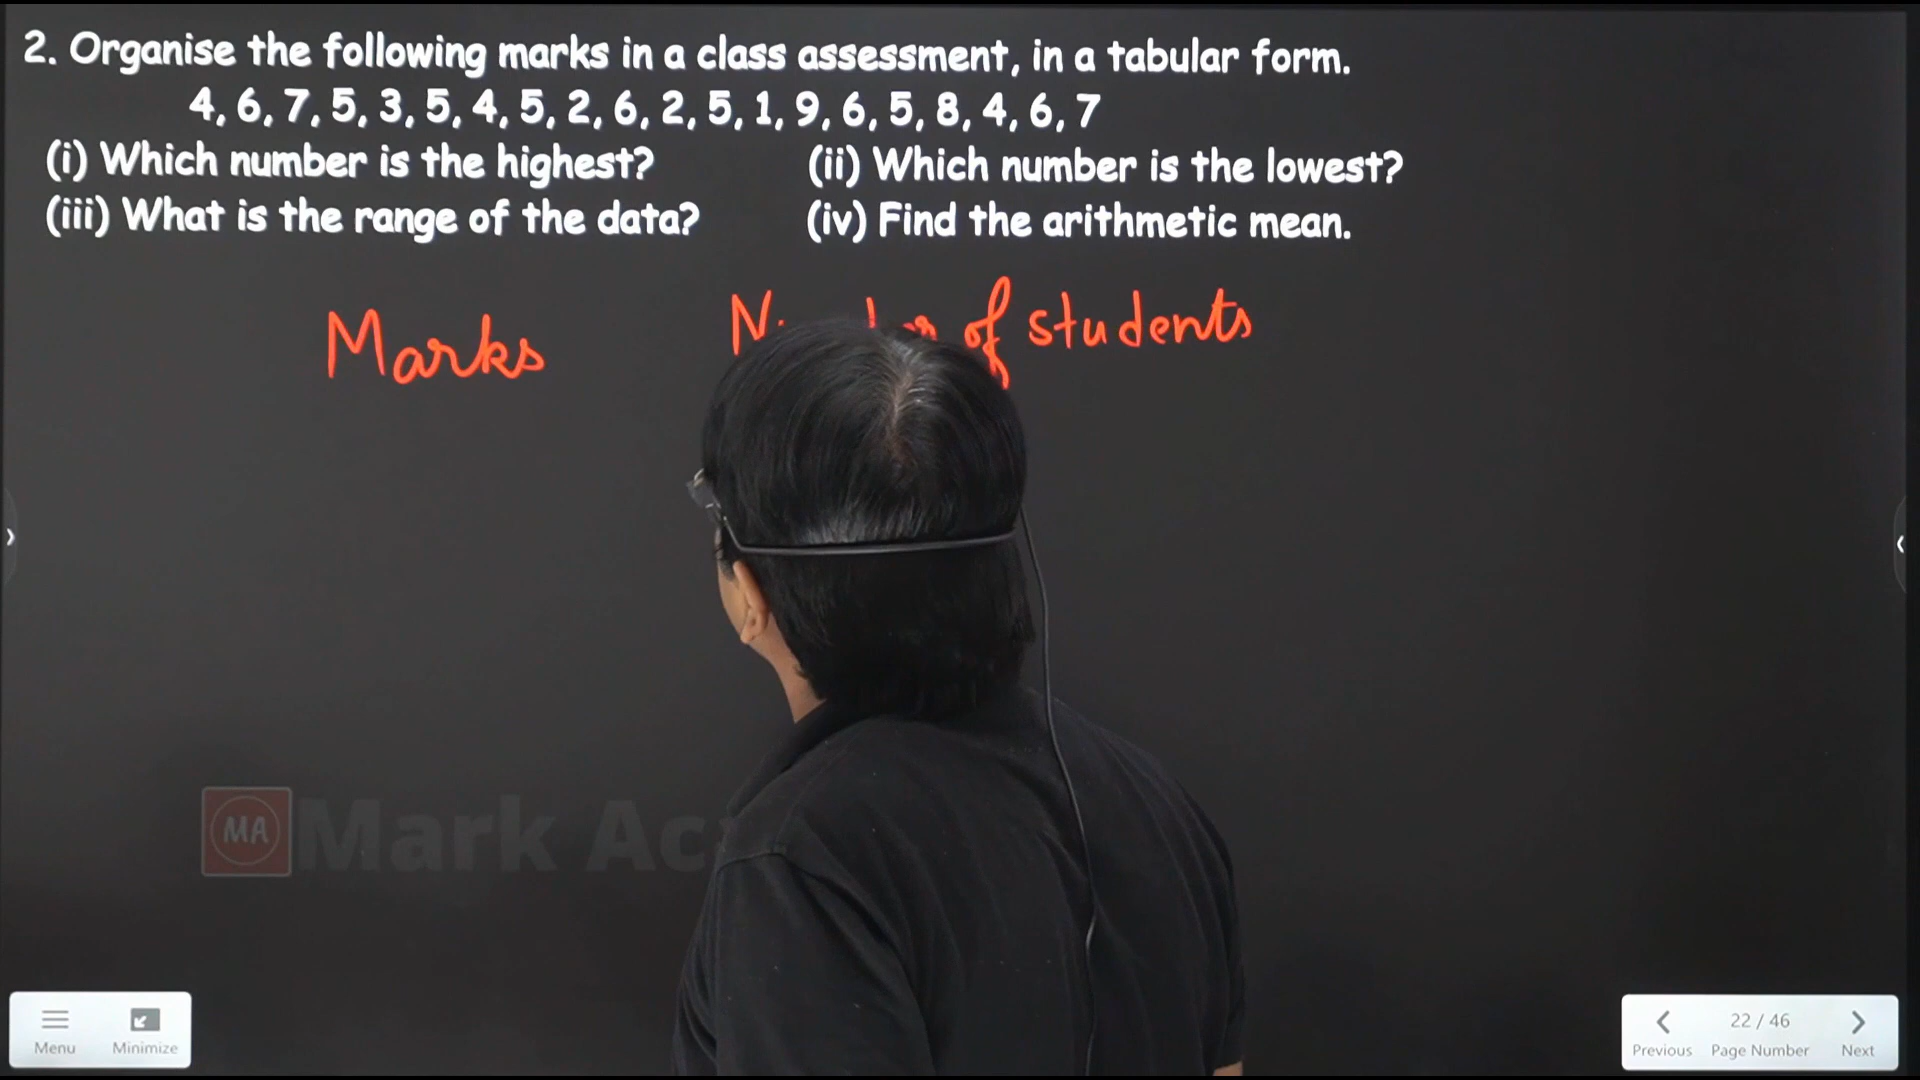 2. Organise the following marks in a class assessment, in a tabular form.
4, 6, 7, 5, 3, 5, 4, 5, 2, 6, 2, 5, 1, 9, 6, 5, 8, 4, 6, 7
(i) Which number is the highest? (ii) Which number is the lowest?
(iii) What is the range of the data? (iv) Find the arithmetic mean.
Marks of students
MA Mark
Menu Minimize
22 / 46
Previous Page Number Next